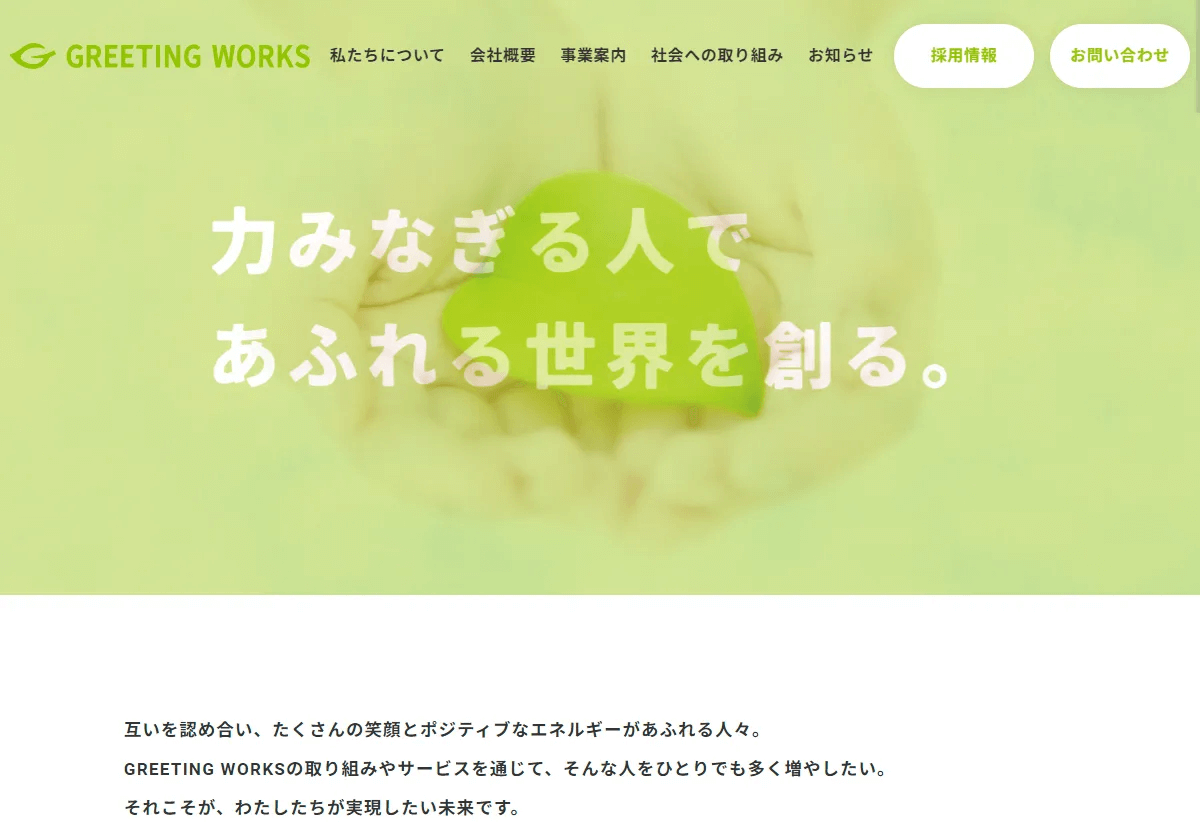 GREETING WORKS
私たちについて
会社概要
事業案内
社会への取り組み
お知らせ
採用情報
お問い合わせ
力みなぎる人で
あふれる世界を創る。
互いを認め合い、たくさんの笑顔とポジティブなエネルギーがあふれる人々。
GREETING WORKSの取り組みやサービスを通じて、そんな人をひとりでも多く増やしたい。
それこそが、わたしたちが実現したい未来です。